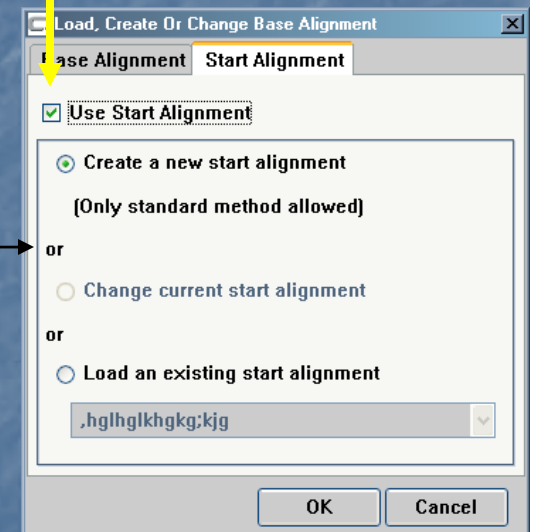 Load, Create Or Change Base Alignment
Base Alignment Start Alignment
Use Start Alignment
Create a new start alignment
(Only standard method allowed)
or
Change current start alignment
or
Load an existing start alignment
,hglhglkhgkg;kjg
OK Cancel